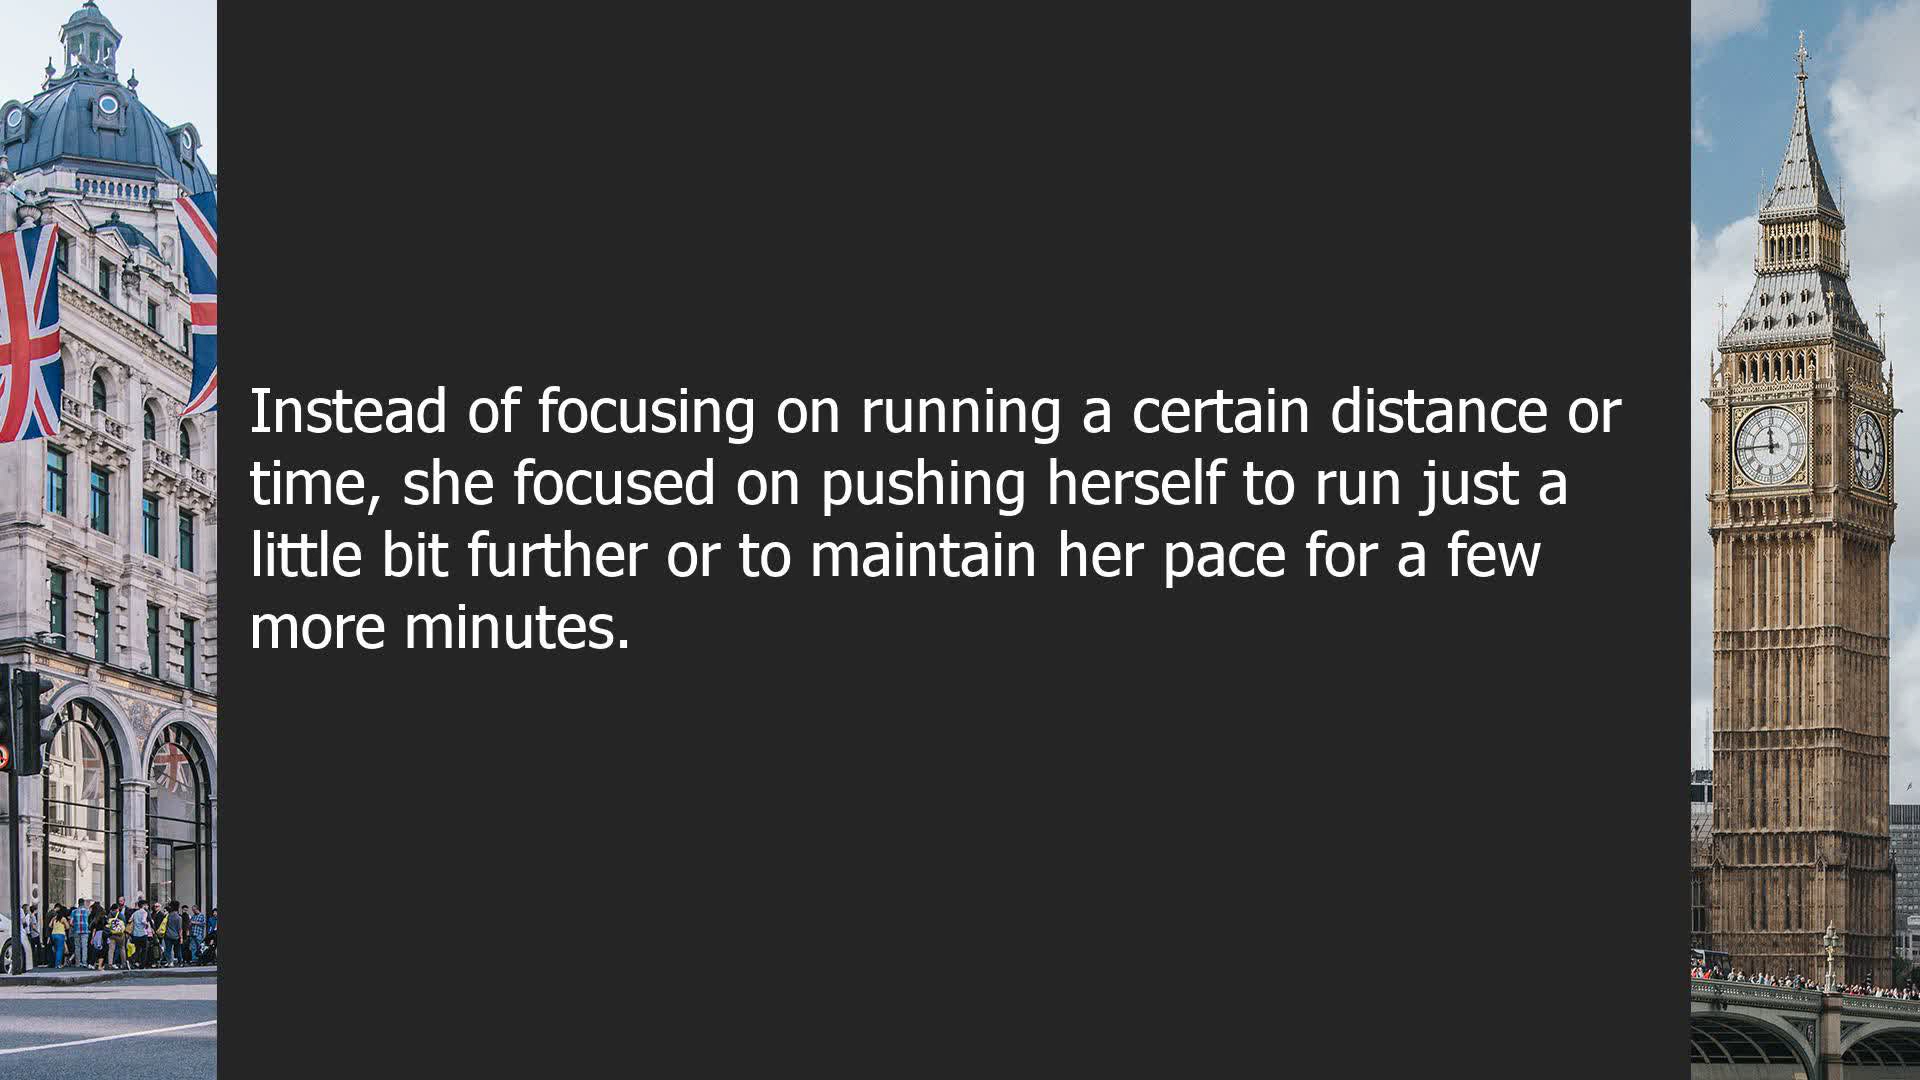 Instead of focusing on running a certain distance or
time, she focused on pushing herself to run just a
little bit further or to maintain her pace for a few
more minutes.